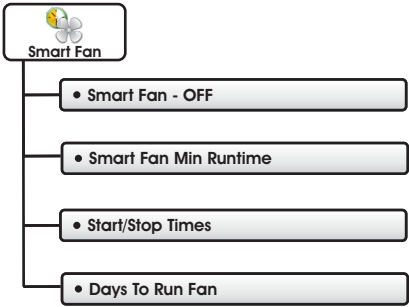 Smart Fan
• Smart Fan - OFF
• Smart Fan Min Runtime
• Start/Stop Times
• Days To Run Fan